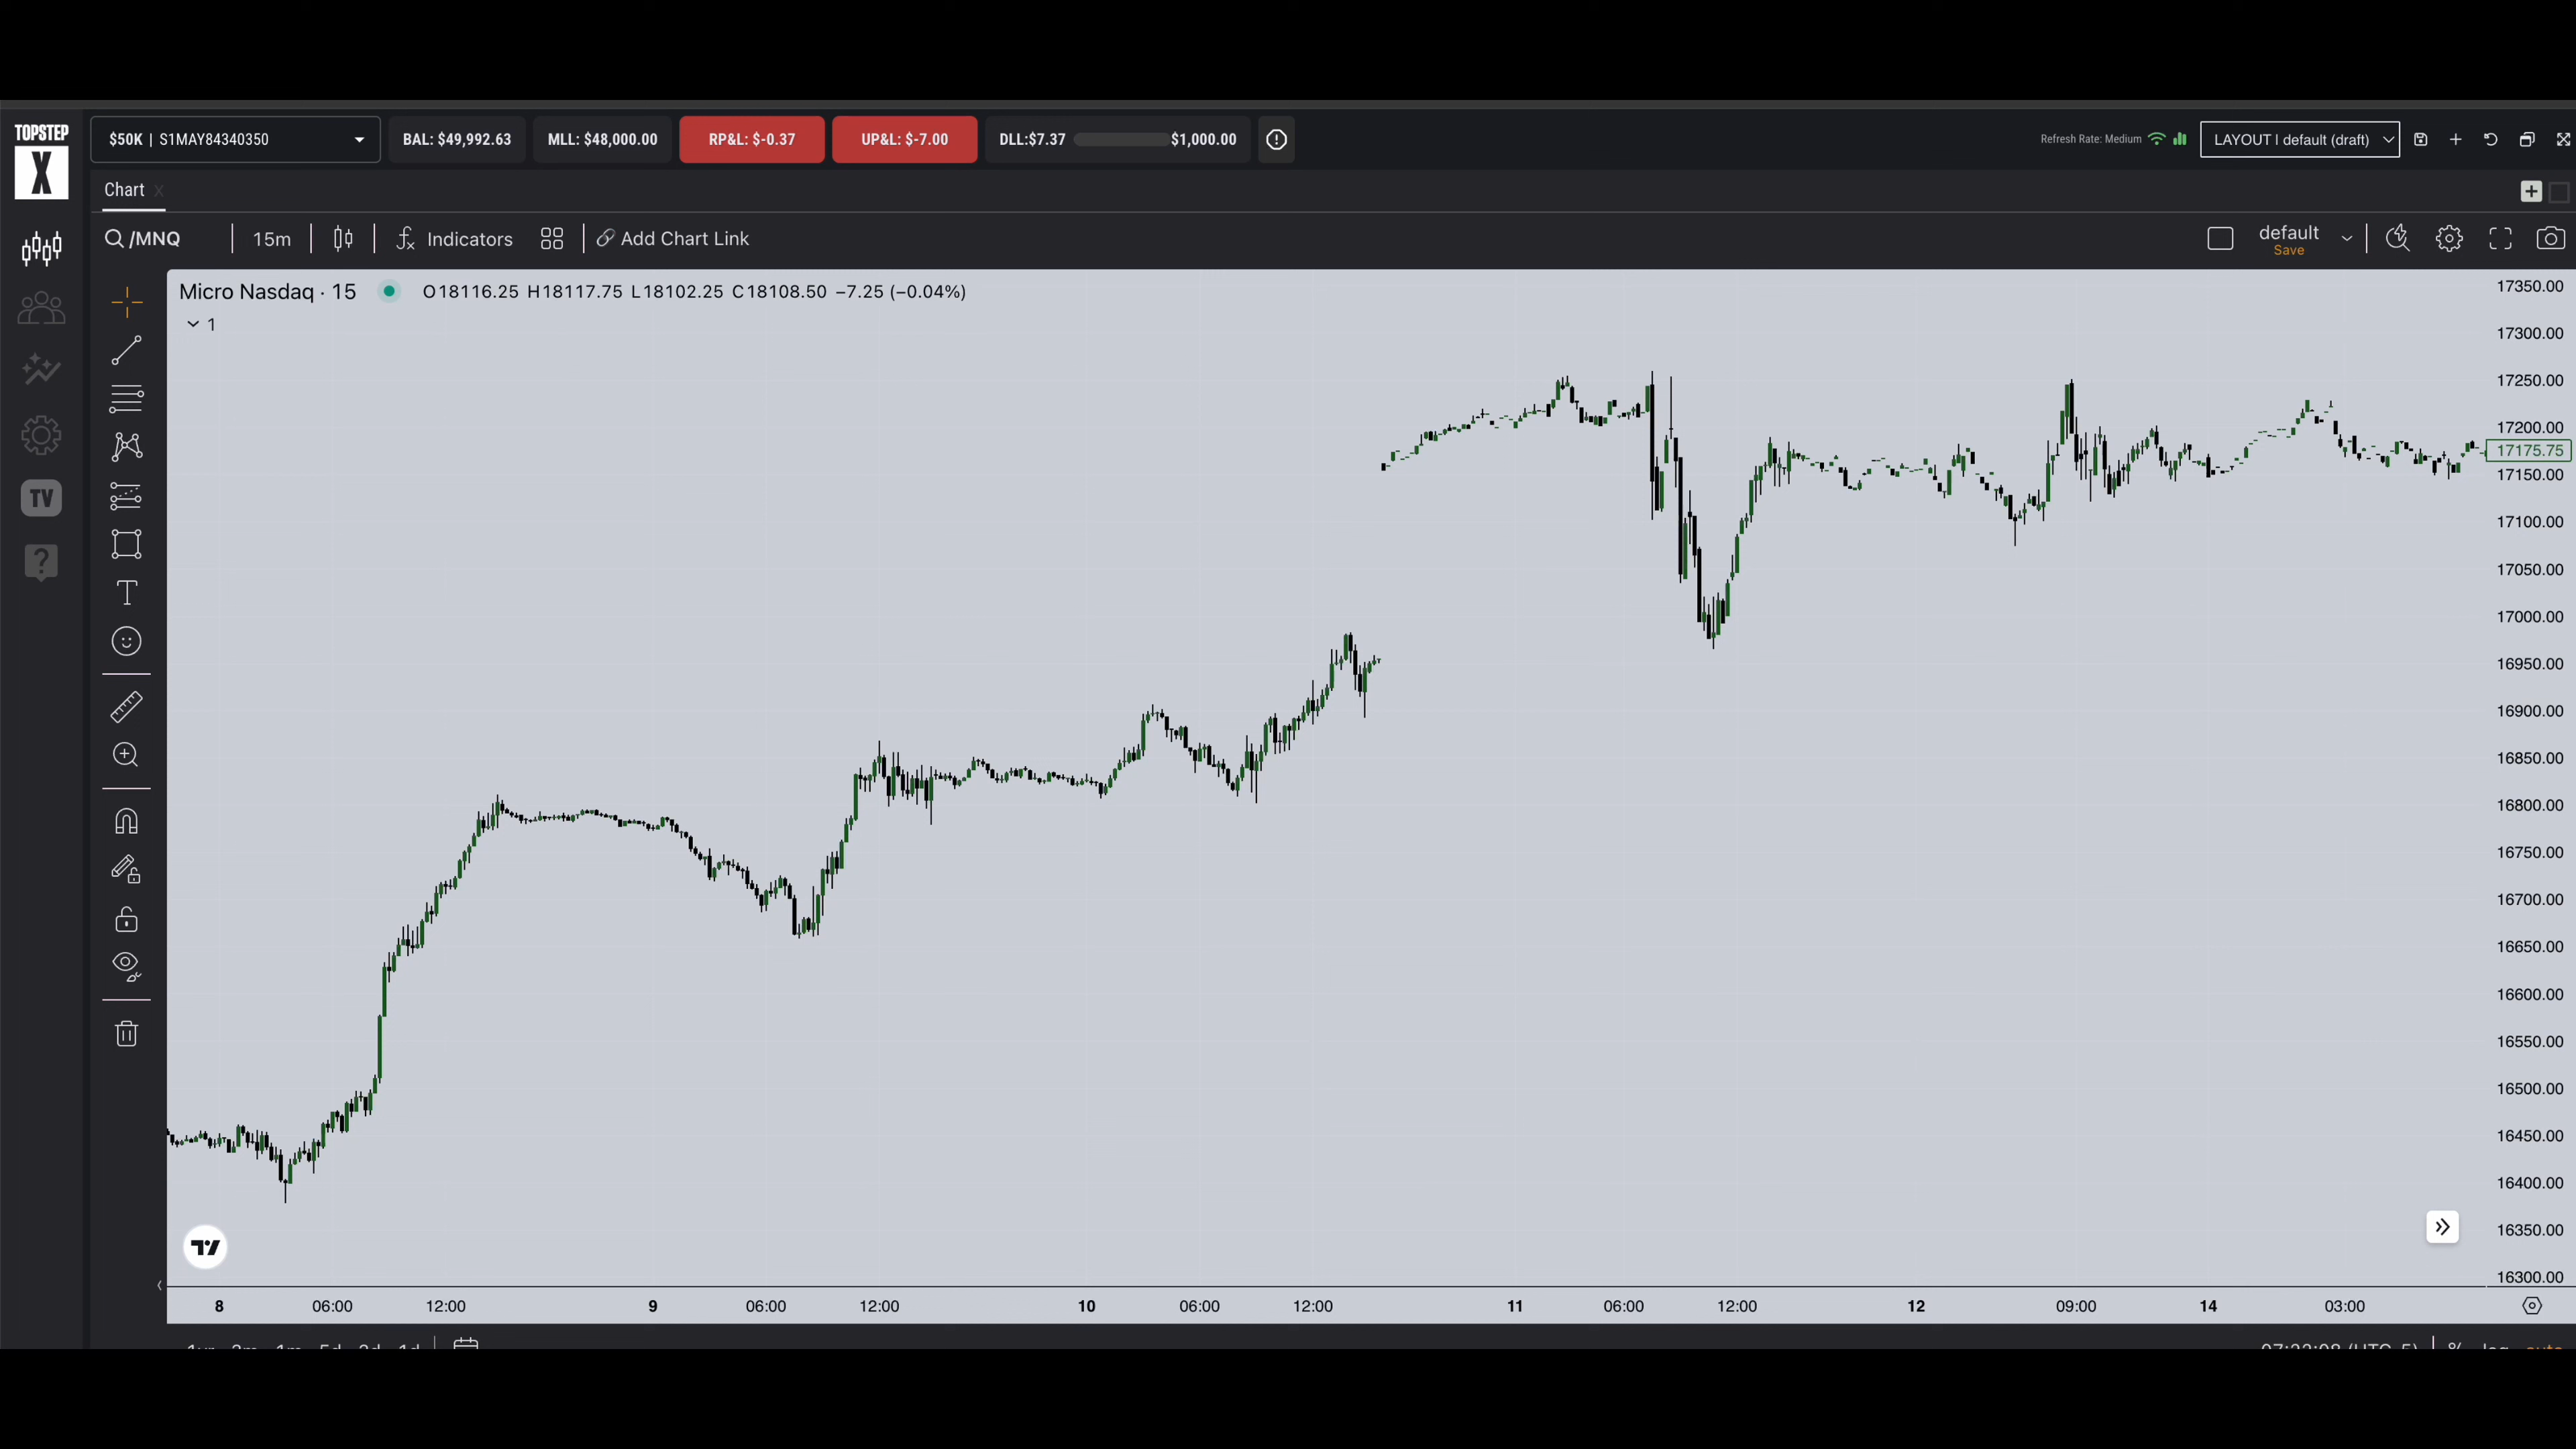 TOPSTEP
X
$50K | S1MAY84340350
BAL: $49,992.63
MLL: $48,000.00
RP&L: $-0.37
UP&L: $-7.00
DLL:$7.37
$1,000.00
Refresh Rate: Medium
LAYOUT | default (draft)
Chart x
/MNQ
15m
Indicators
Add Chart Link
default
Save
Micro Nasdaq · 15
O18116.25 H18117.75 L18102.25 C18108.50 −7.25 (−0.04%)
1
TV
17350.00
17300.00
17250.00
17200.00
17175.75
17150.00
17100.00
17050.00
17000.00
16950.00
16900.00
16850.00
16800.00
16750.00
16700.00
16650.00
16600.00
16550.00
16500.00
16450.00
16400.00
16350.00
16300.00
8 06:00 12:00 9 06:00 12:00 10 06:00 12:00 11 06:00 12:00 12 09:00 14 03:00